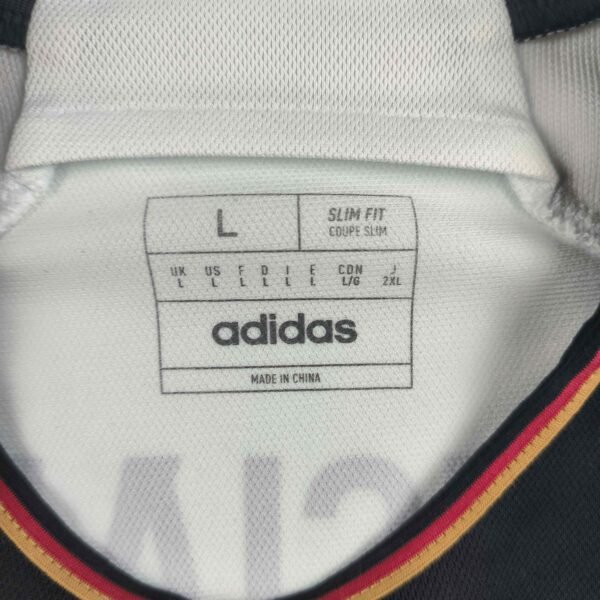 L
SLIM FIT
COUPE SLIM
UK US F D I E CDN J
L L L L L L L/G 2XL
adidas
MADE IN CHINA